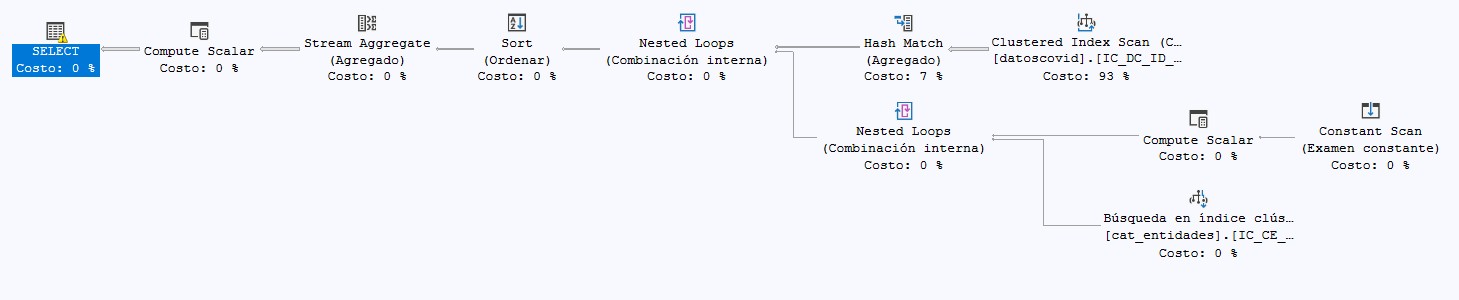 SELECT
Costo: 0 %
Compute Scalar
Costo: 0 %
Stream Aggregate
(Agregado)
Costo: 0 %
Sort
(Ordenar)
Costo: 0 %
Nested Loops
(Combinación interna)
Costo: 0 %
Hash Match
(Agregado)
Costo: 7 %
Clustered Index Scan (C…
[datoscovid].[IC_DC_ID_…
Costo: 93 %
Nested Loops
(Combinación interna)
Costo: 0 %
Compute Scalar
Costo: 0 %
Constant Scan
(Examen constante)
Costo: 0 %
Búsqueda en índice clús…
[cat_entidades].[IC_CE_…
Costo: 0 %